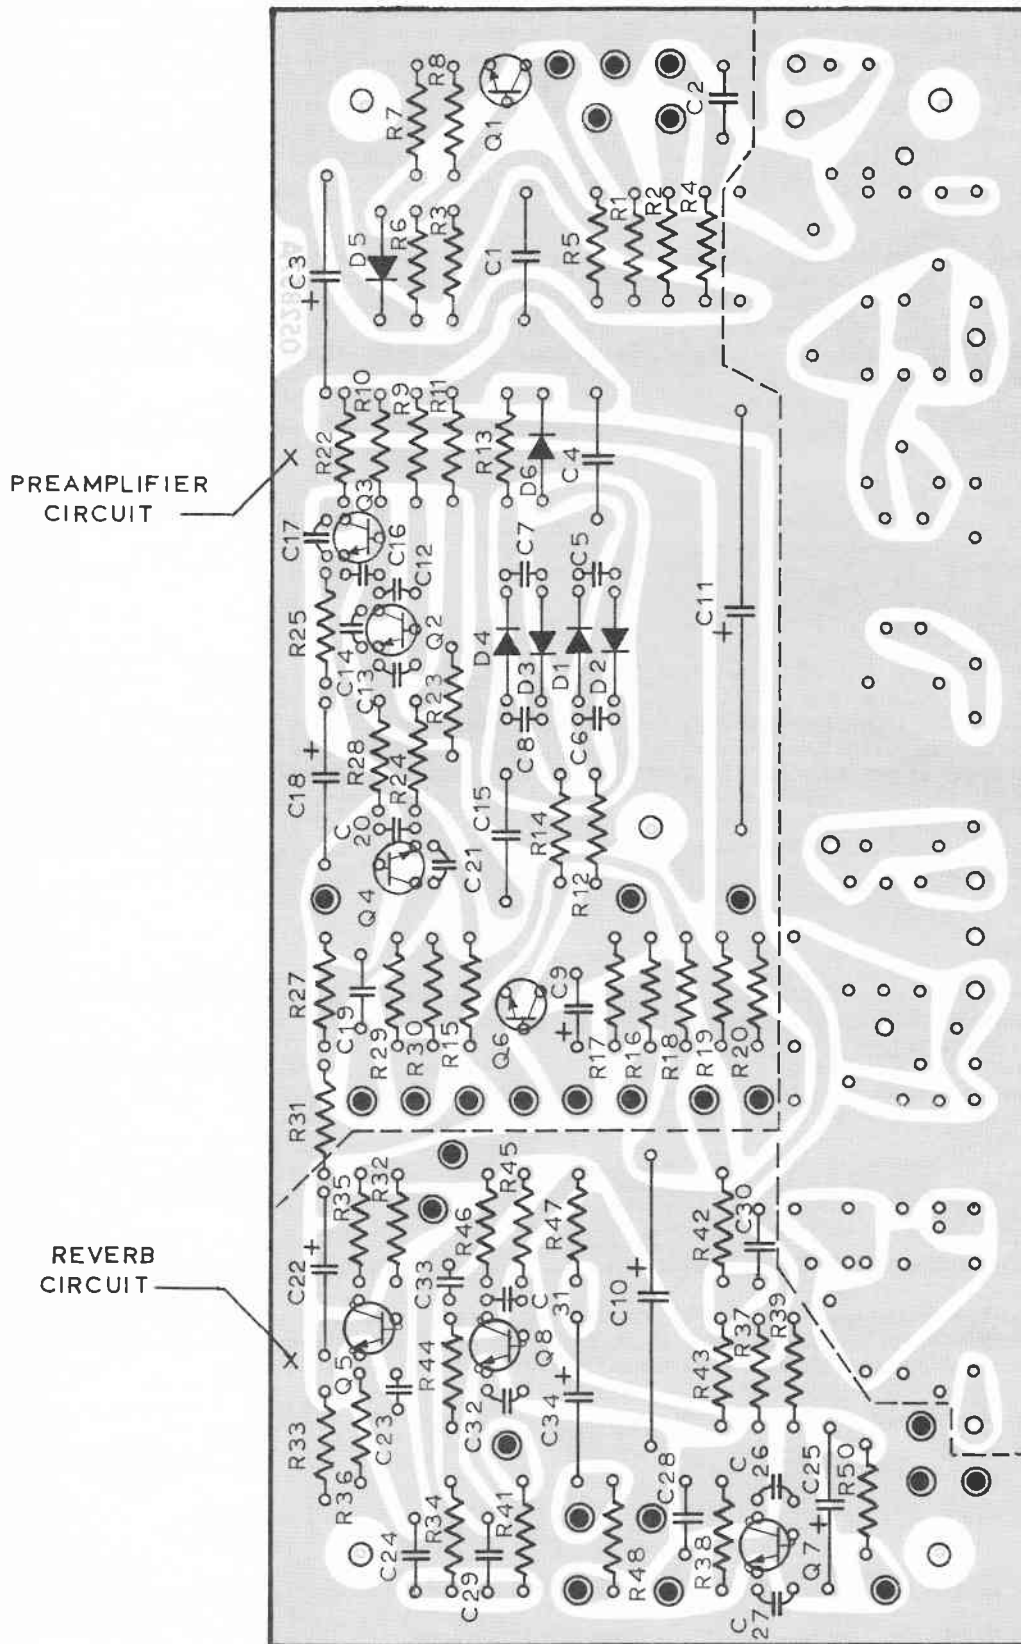 R7
R8
Q1
C2
C3
D5
R6
R3
C1
R5
R1
R2
R4
05283A
R22
R10
R9
R11
R13
D6
C4
PREAMPLIFIER
CIRCUIT
C17
Q3
C16
C12
C7
C5
C11
R25
C14
C13
Q2
R23
D4
D3
D1
D2
C18
R28
R24
C8
C6
C
20
C15
R14
R12
Q4
C21
R27
C19
R29
R30
R15
Q6
C9
R17
R16
R18
R19
R20
R31
R35
R32
R46
R45
R47
R42
C30
REVERB
CIRCUIT
C22
Q5
C33
R44
Q8
C
31
C10
R43
R37
R39
R33
R36
C23
C32
C34
C28
C
26
C25
R50
C24
R34
C29
R41
R48
R38
Q7
C
27